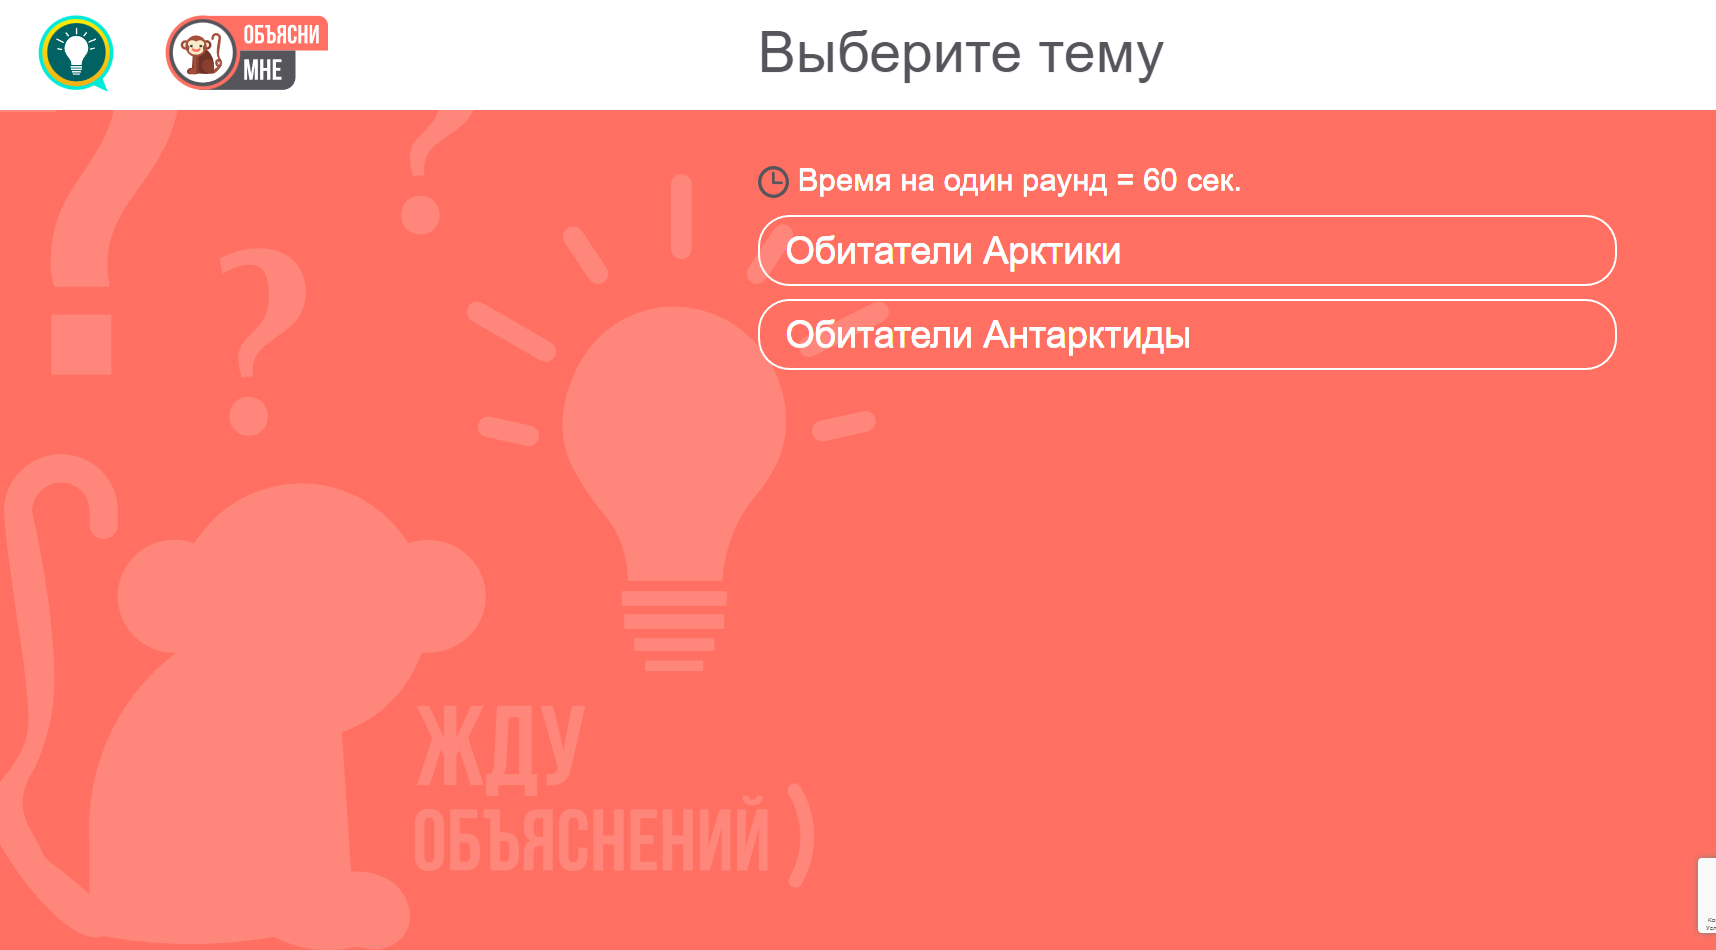 ОБЪЯСНИ
МНЕ
Выберите тему
Время на один раунд = 60 сек.
Обитатели Арктики
Обитатели Антарктиды
ЖДУ
ОБЪЯСНЕНИЙ)